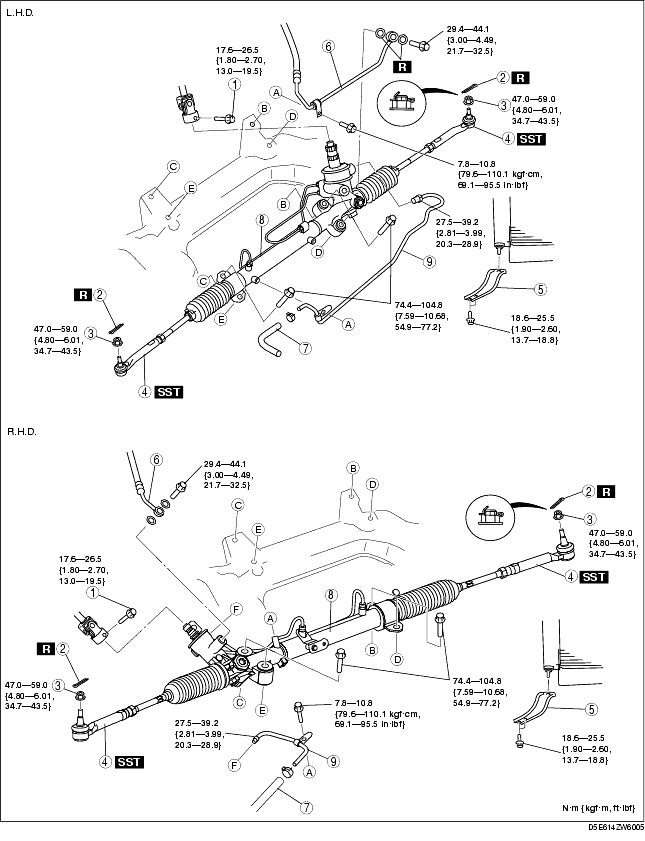 L.H.D.
29.4—44.1
{3.00—4.49,
21.7—32.5}
6
R
17.6—26.5
{1.80—2.70,
13.0—19.5}
1
A
B
D
2 R
3
47.0—59.0
{4.80—6.01,
34.7—43.5}
4 SST
7.8—10.8
{79.6—110.1 kgf·cm,
69.1—95.5 in·lbf}
C
E
B
8
D
27.5—39.2
{2.81—3.99,
20.3—28.9}
9
C
E
5
R 2
74.4—104.8
{7.59—10.68,
54.9—77.2}
A
18.6—25.5
{1.90—2.60,
13.7—18.8}
47.0—59.0
{4.80—6.01,
34.7—43.5}
3
7
4 SST
R.H.D.
6
29.4—44.1
{3.00—4.49,
21.7—32.5}
B
D
C
E
2 R
3
47.0—59.0
{4.80—6.01,
34.7—43.5}
4 SST
17.6—26.5
{1.80—2.70,
13.0—19.5}
1
F
A
8
R 2
B
D
47.0—59.0
{4.80—6.01,
34.7—43.5}
3
C
E
74.4—104.8
{7.59—10.68,
54.9—77.2}
7.8—10.8
{79.6—110.1 kgf·cm,
69.1—95.5 in·lbf}
5
27.5—39.2
{2.81—3.99,
20.3—28.9}
F
9
A
18.6—25.5
{1.90—2.60,
13.7—18.8}
4 SST
7
N·m {kgf·m, ft·lbf}
D5E614ZW6005